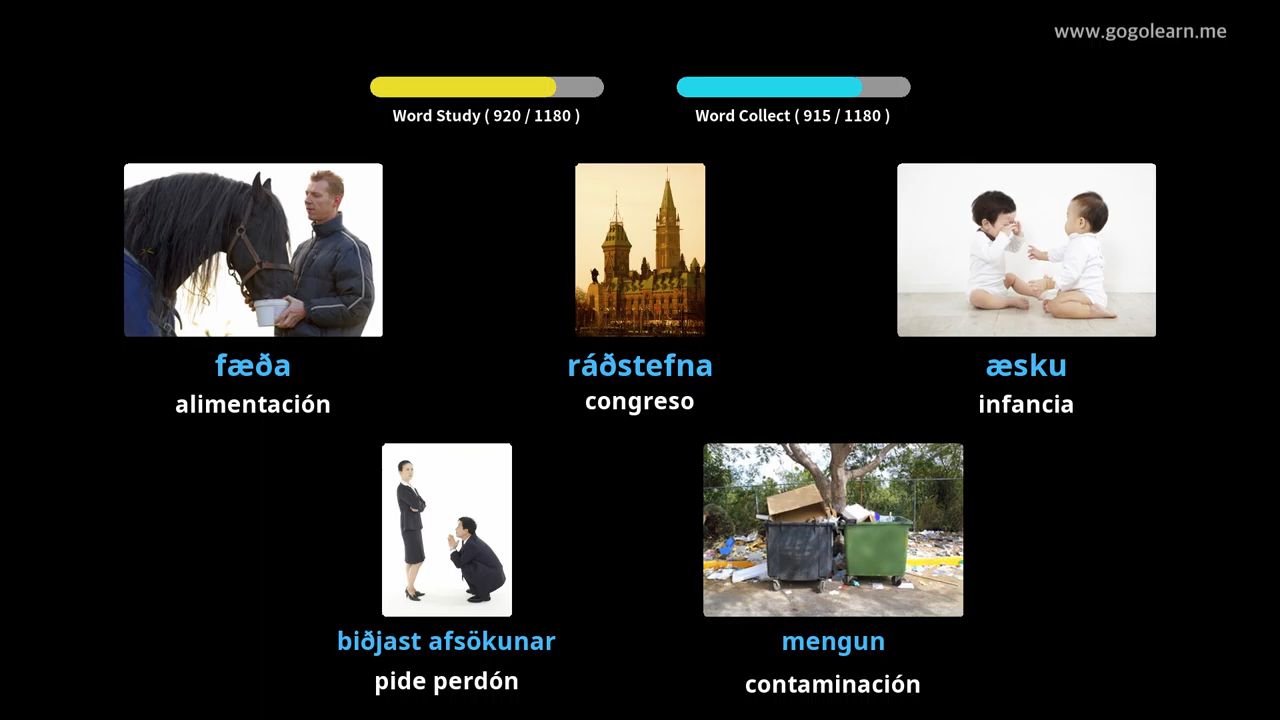 www.gogolearn.me
Word Study ( 920 / 1180 )
Word Collect ( 915 / 1180 )
fæða
alimentación
ráðstefna
congreso
æsku
infancia
biðjast afsökunar
pide perdón
mengun
contaminación